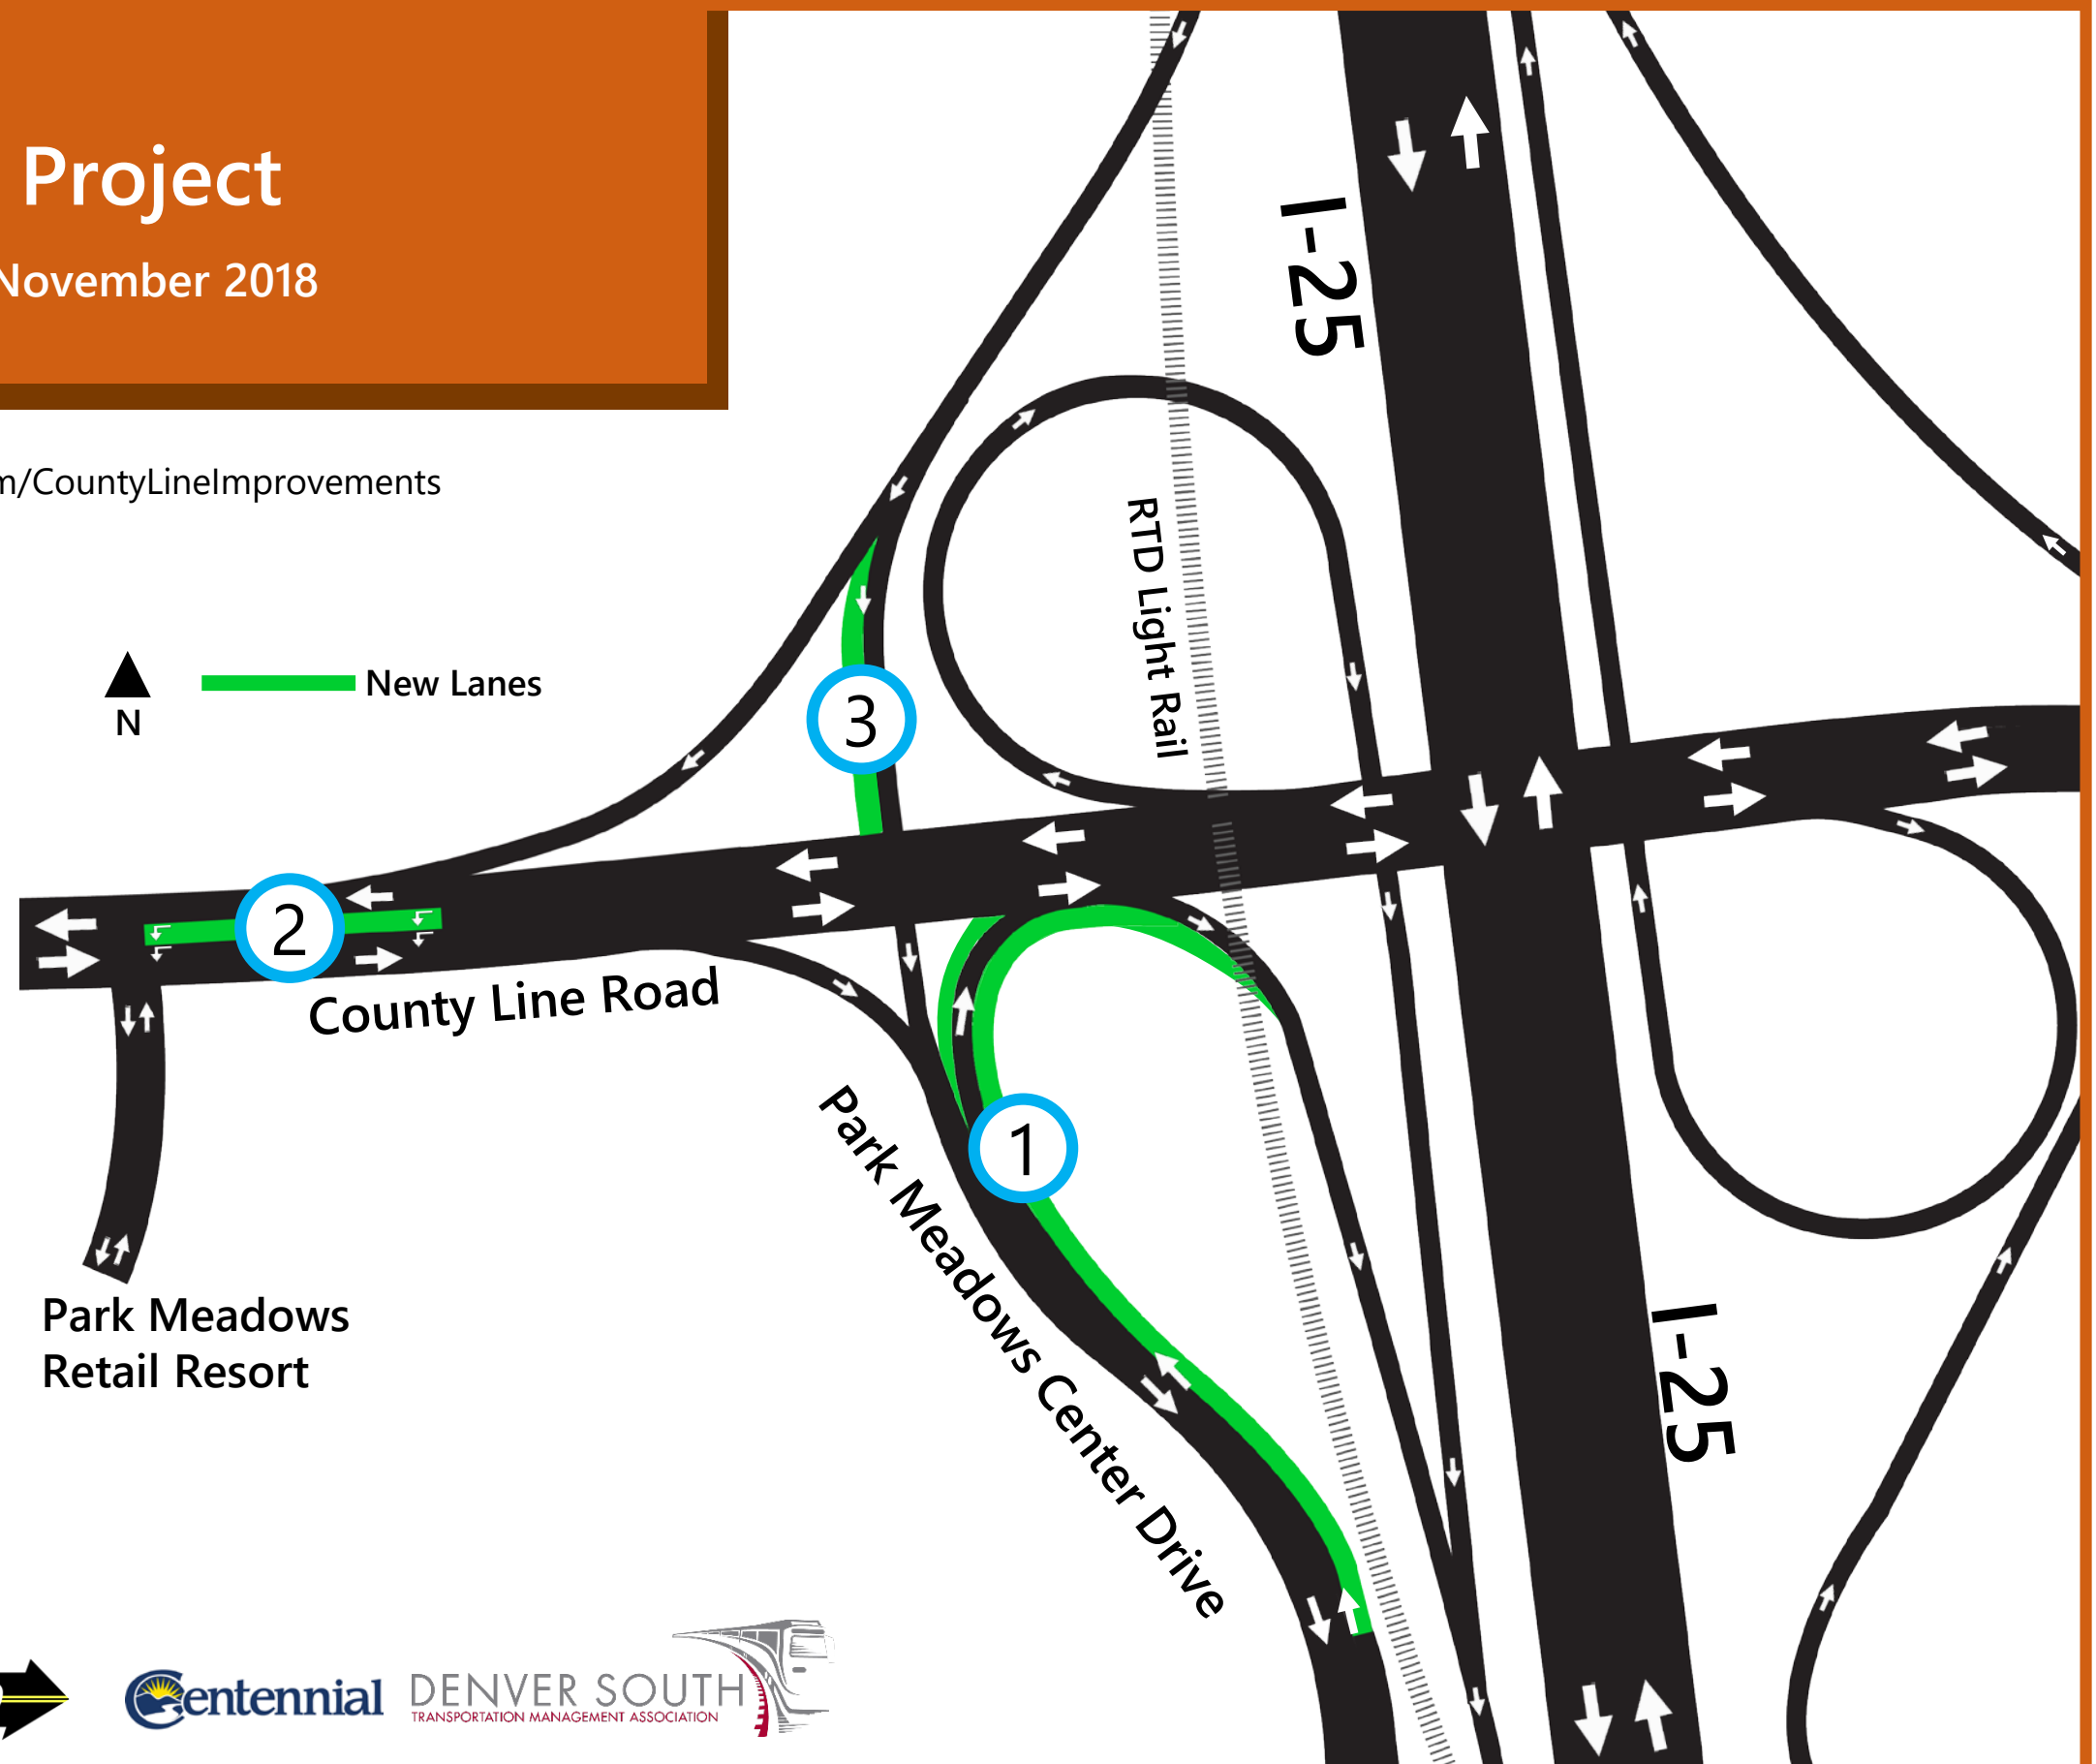 Project
November 2018
m/CountyLineImprovements
I-25
RTD Light Rail
N
New Lanes
3
2
County Line Road
1
Park Meadows Center Drive
Park Meadows
Retail Resort
I-25
Centennial
DENVER SOUTH
TRANSPORTATION MANAGEMENT ASSOCIATION